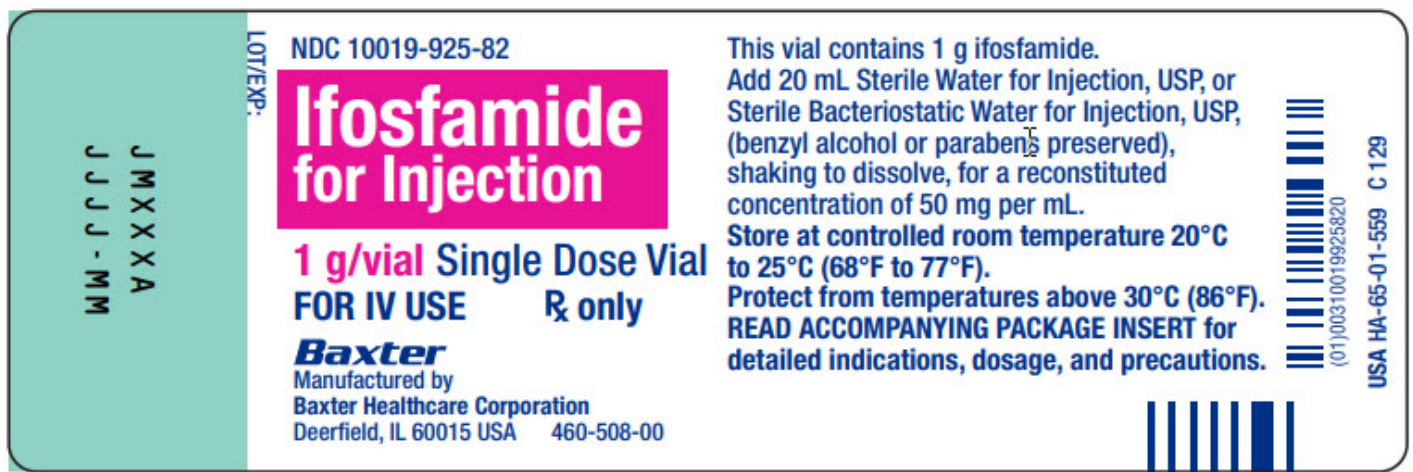 JMXXXA
JJJJ-MM
LOT/EXP:
NDC 10019-925-82
Ifosfamide
for Injection
1 g/vial Single Dose Vial
FOR IV USE ℞ only
Baxter
Manufactured by
Baxter Healthcare Corporation
Deerfield, IL 60015 USA 460-508-00
This vial contains 1 g ifosfamide.
Add 20 mL Sterile Water for Injection, USP, or
Sterile Bacteriostatic Water for Injection, USP,
(benzyl alcohol or parabens preserved),
shaking to dissolve, for a reconstituted
concentration of 50 mg per mL.
Store at controlled room temperature 20°C
to 25°C (68°F to 77°F).
Protect from temperatures above 30°C (86°F).
READ ACCOMPANYING PACKAGE INSERT for
detailed indications, dosage, and precautions.
(01)00310019925820
USA HA-65-01-559 C 129